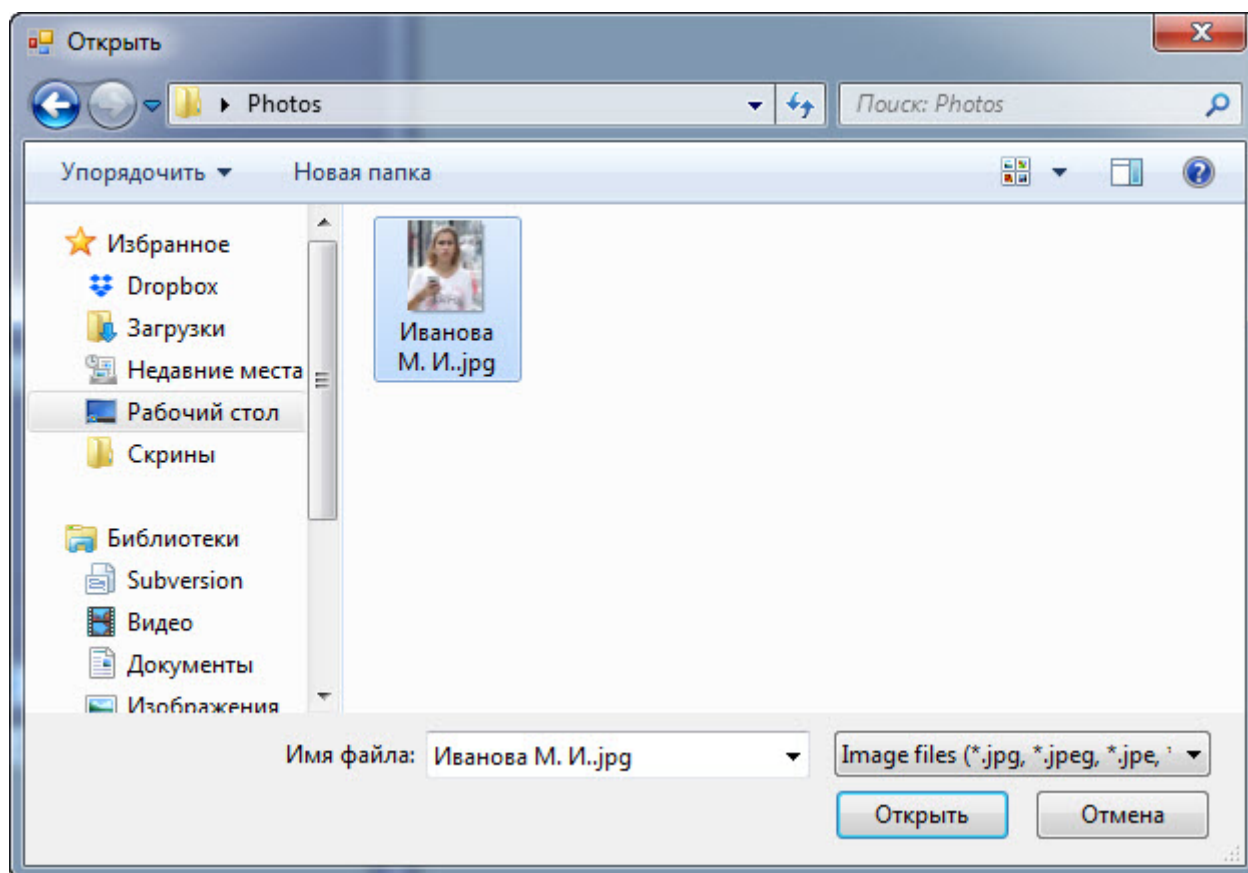 Открыть
Photos
Поиск: Photos
Упорядочить
Новая папка
Избранное
Dropbox
Загрузки
Недавние места
Рабочий стол
Скрины
Библиотеки
Subversion
Видео
Документы
Изображения
Иванова
М. И..jpg
Имя файла:
Иванова М. И..jpg
Image files (*.jpg, *.jpeg, *.jpe,
Открыть
Отмена